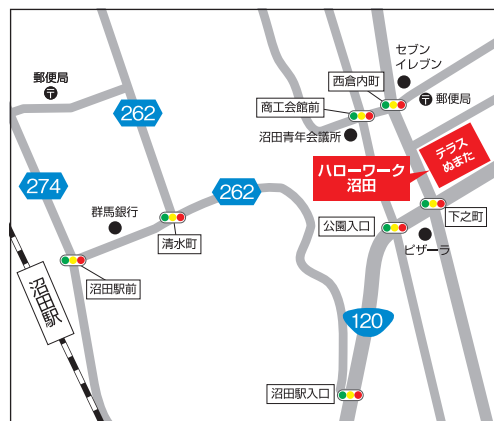 セブン
イレブン
西倉内町
郵便局
郵便局
商工会館前
262
沼田青年会議所
テラス
ぬまた
ハローワーク
沼田
274
262
群馬銀行
公園入口
下之町
清水町
ピザーラ
沼田駅前
沼田駅
120
沼田駅入口